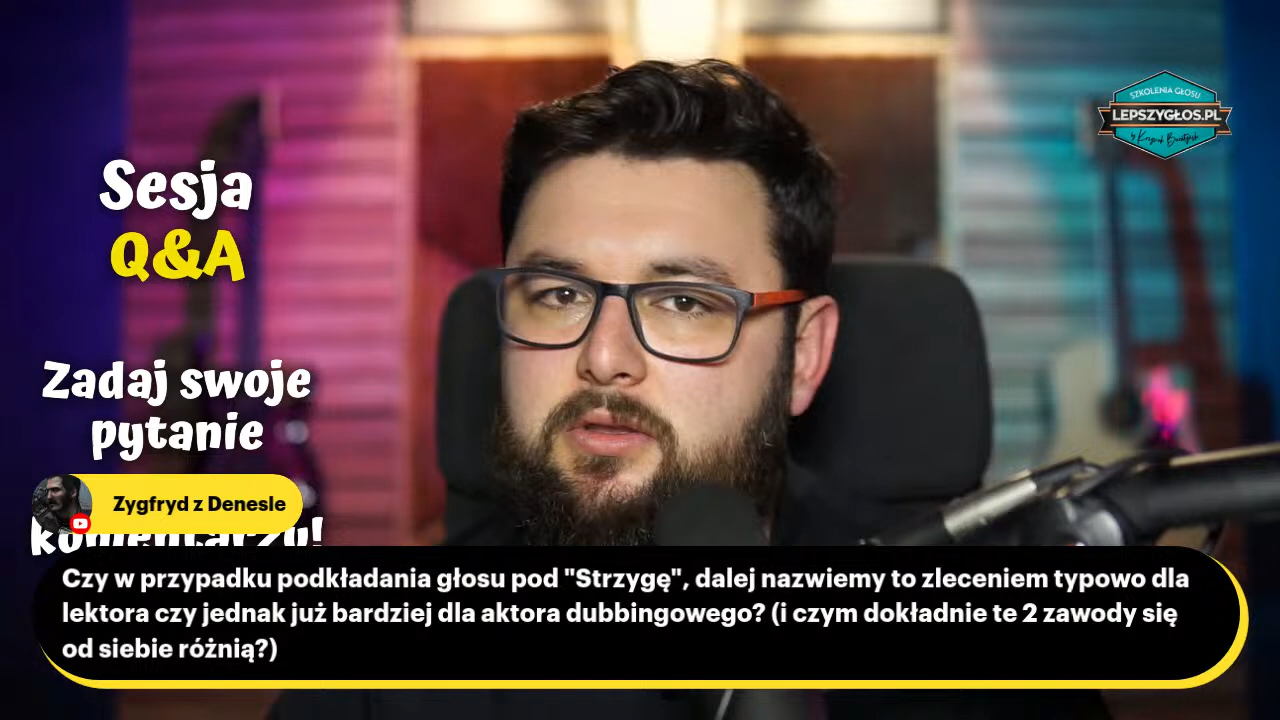 Sesja
Q&A
SZKOLENIA GŁOSU
LEPSZYGŁOS.PL
Zadaj swoje
pytanie
Zygfryd z Denesle
komentarzu!
Czy w przypadku podkładania głosu pod "Strzygę", dalej nazwiemy to zleceniem typowo dla
lektora czy jednak już bardziej dla aktora dubbingowego? (i czym dokładnie te 2 zawody się
od siebie różnią?)